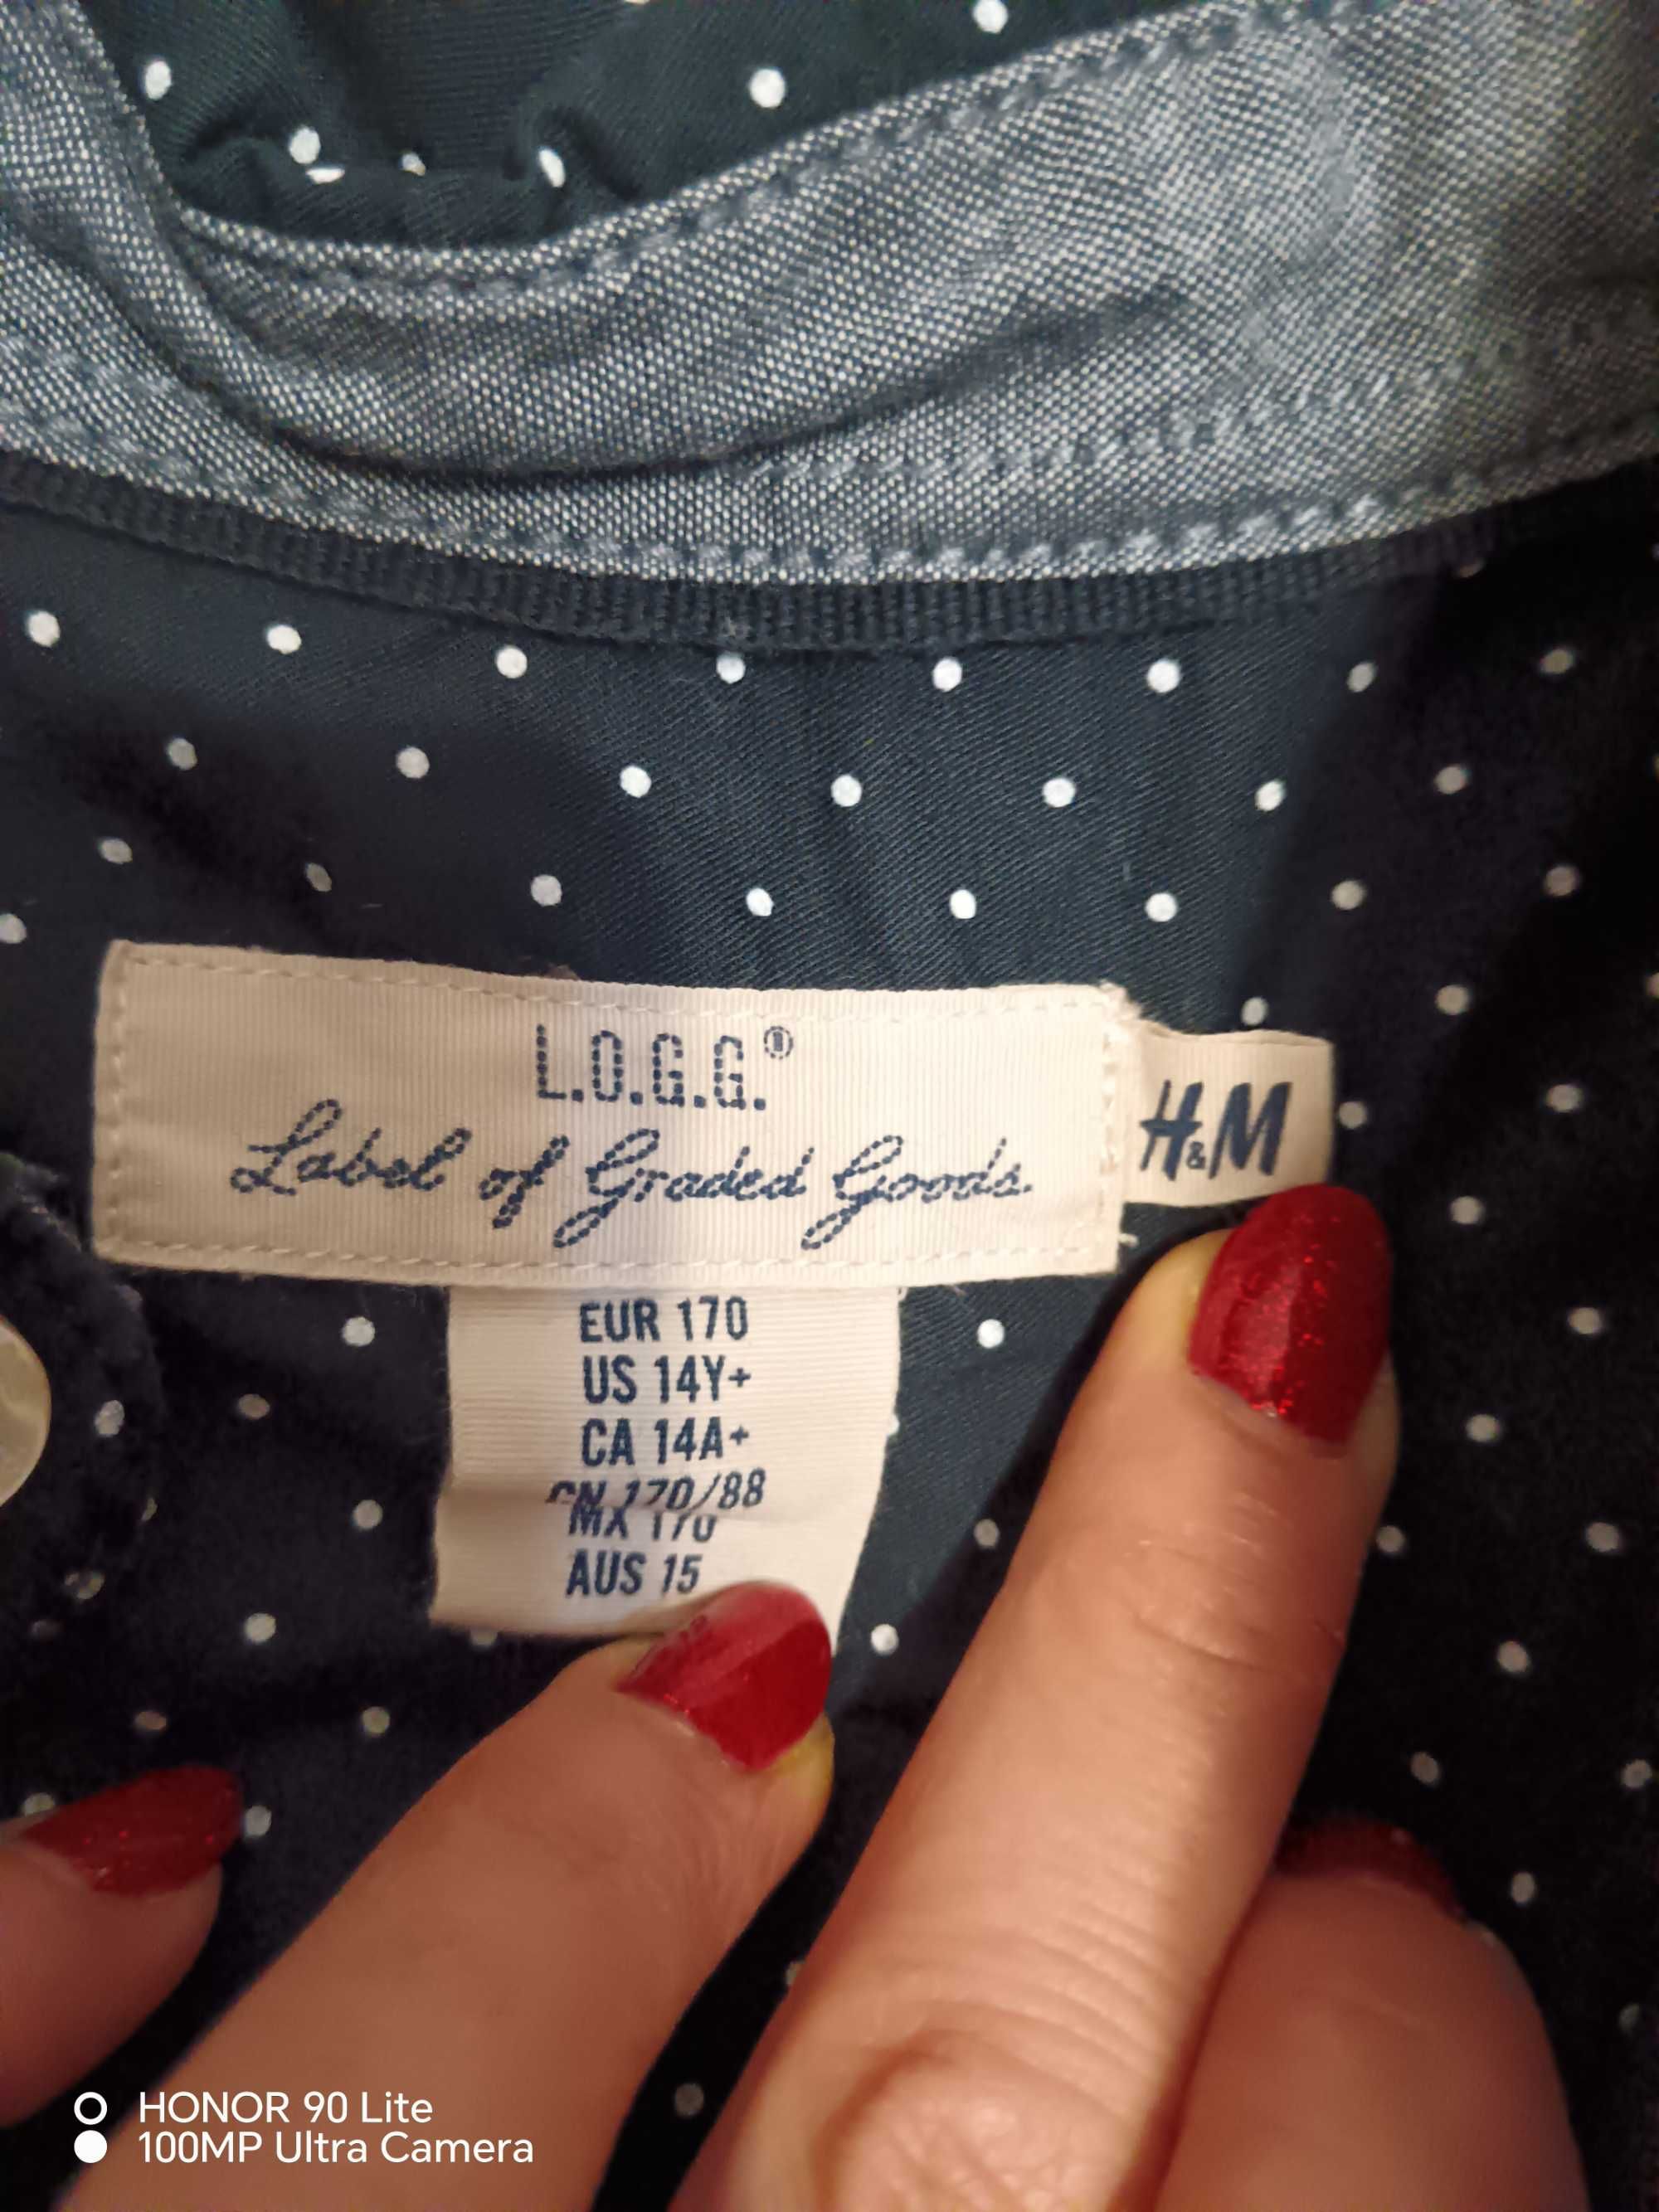 L.O.G.G.®
Label of Graded Goods.
H&M
EUR 170
US 14Y+
CA 14A+
CN 170/88
MX 170
AUS 15
HONOR 90 Lite
100MP Ultra Camera